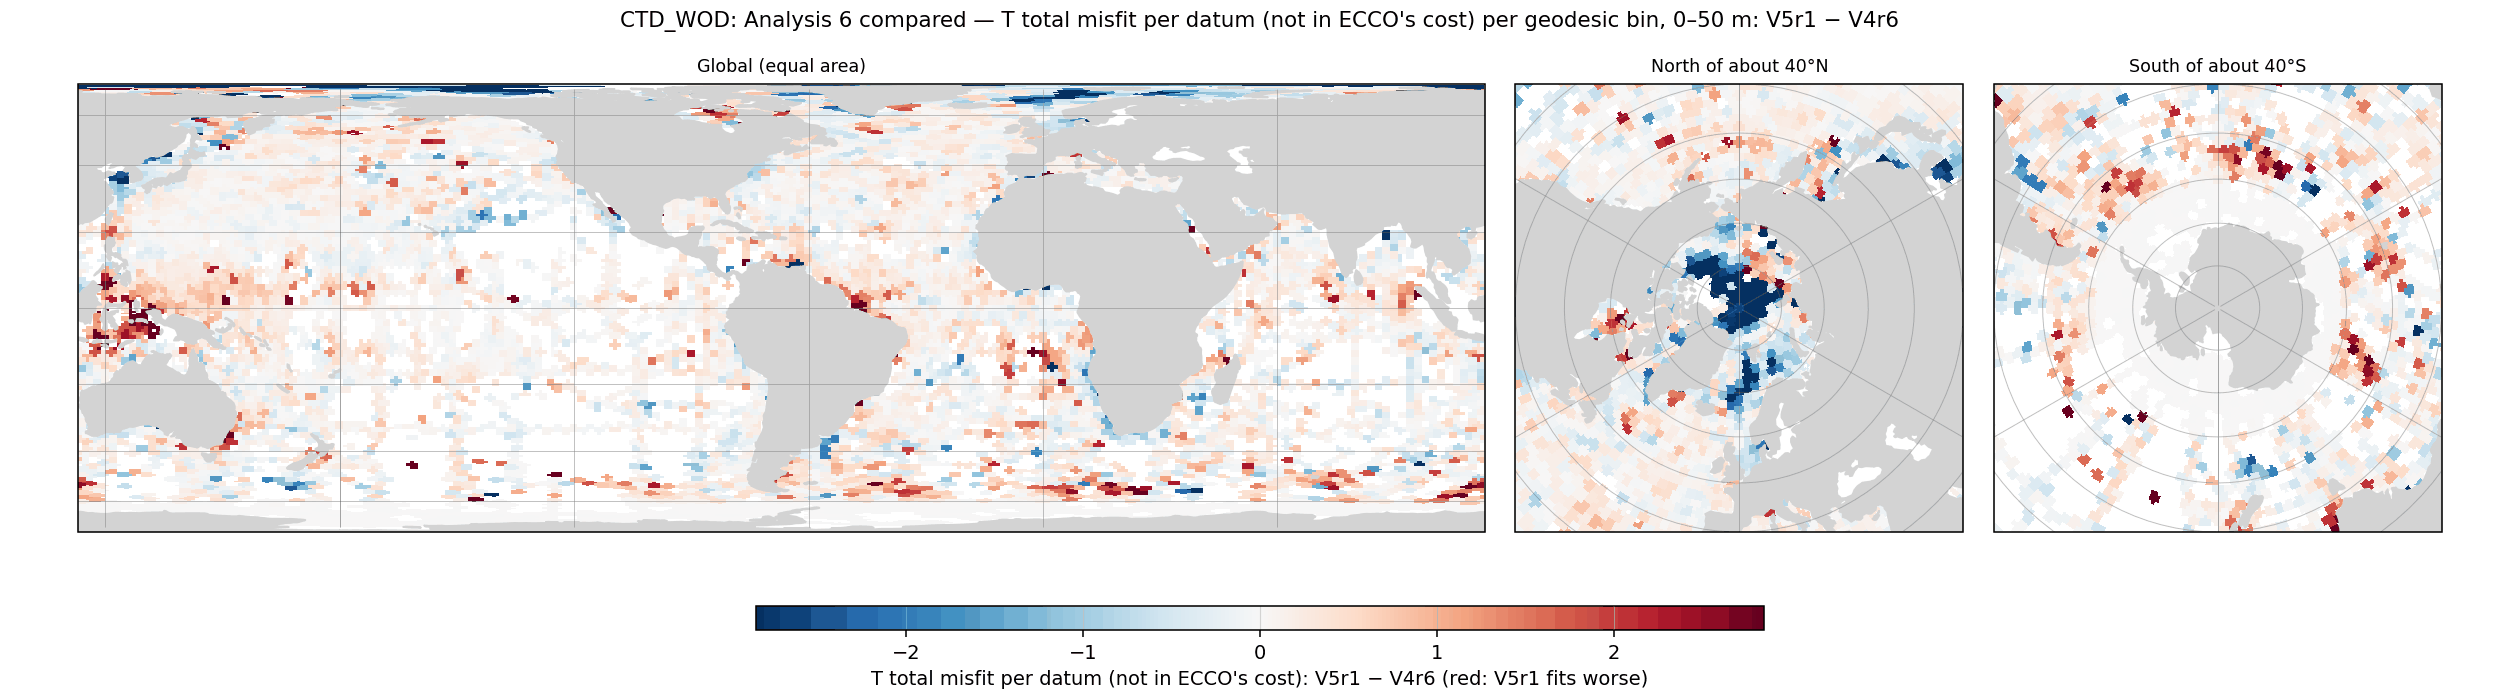 CTD_WOD: Analysis 6 compared — T total misfit per datum (not in ECCO's cost) per geodesic bin, 0–50 m: V5r1 − V4r6
Global (equal area)
North of about 40°N
South of about 40°S
−2 −1 0 1 2
T total misfit per datum (not in ECCO's cost): V5r1 − V4r6 (red: V5r1 fits worse)